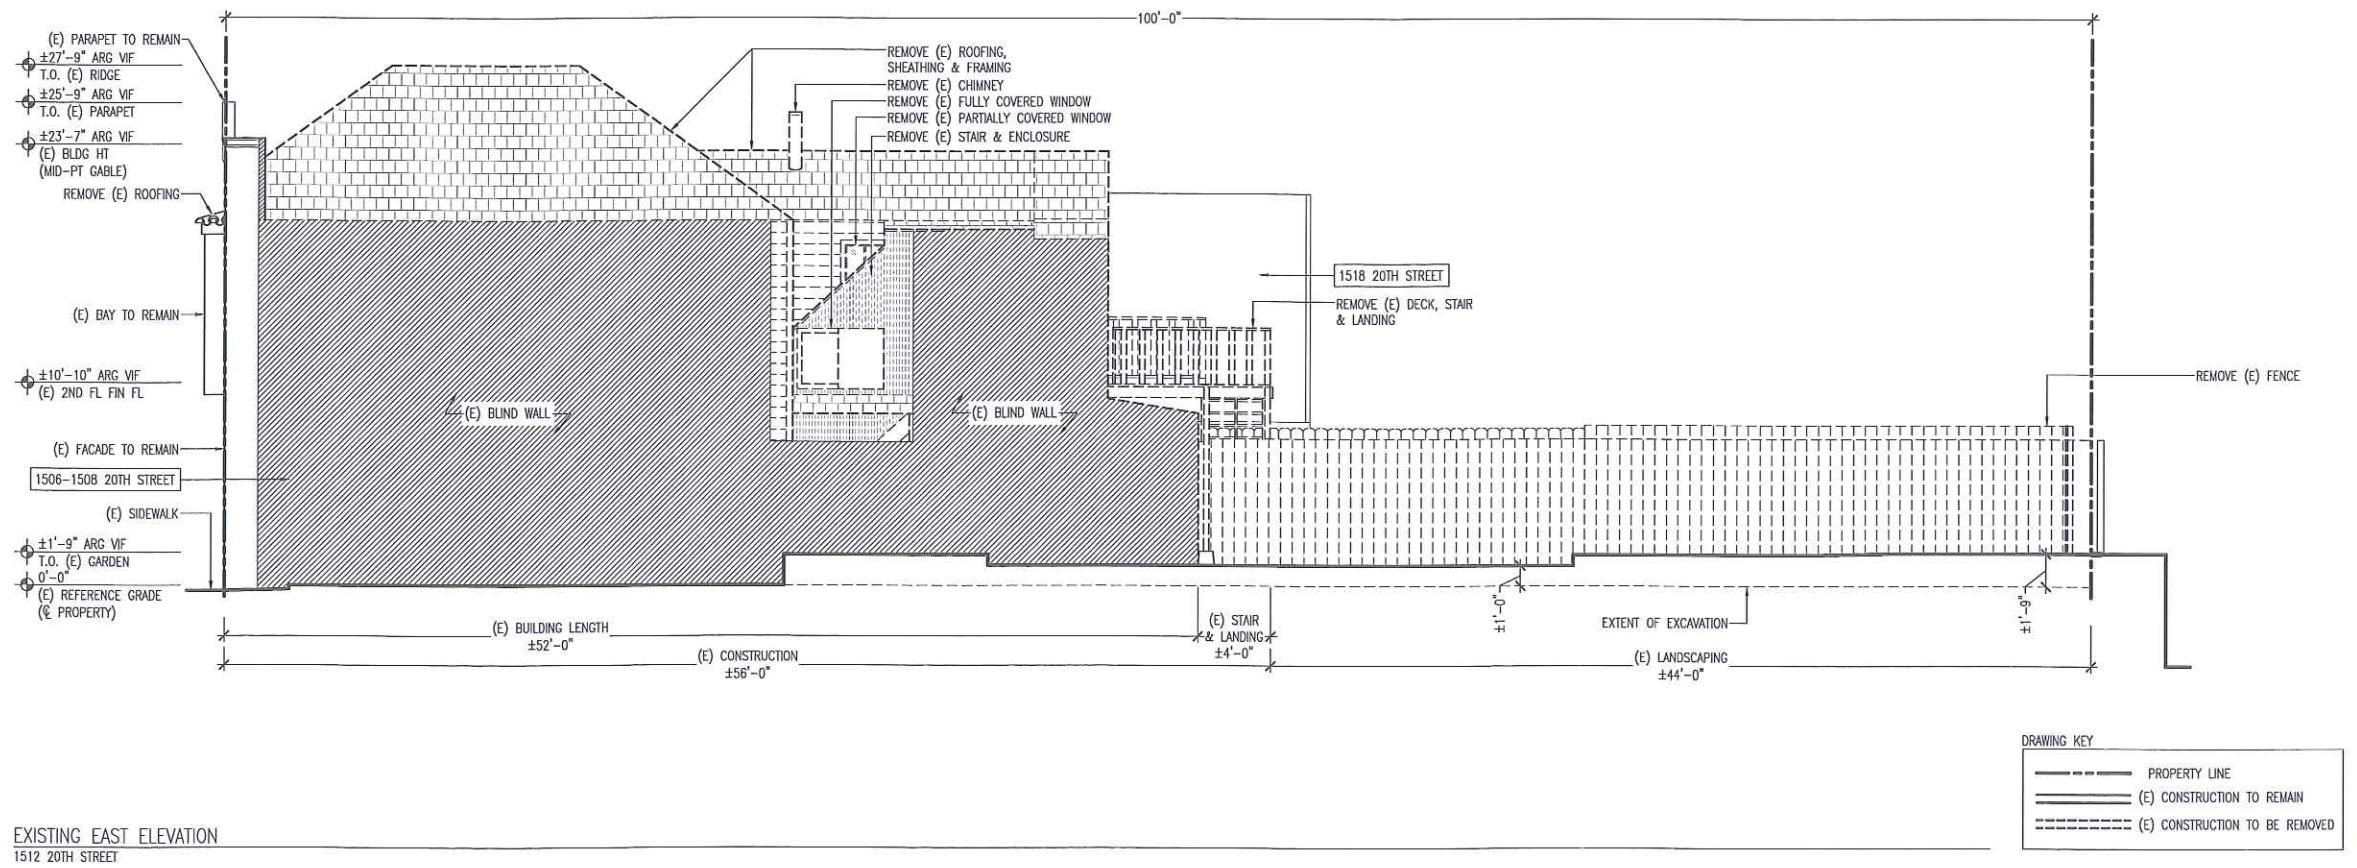 100'-0"
(E) PARAPET TO REMAIN
±27'-9" ARG VIF
T.O. (E) RIDGE
±25'-9" ARG VIF
T.O. (E) PARAPET
±23'-7" ARG VIF
(E) BLDG HT
(MID-PT GABLE)
REMOVE (E) ROOFING
(E) BAY TO REMAIN
±10'-10" ARG VIF
(E) 2ND FL FIN FL
(E) FACADE TO REMAIN
1506-1508 20TH STREET
(E) SIDEWALK
±1'-9" ARG VIF
T.O. (E) GARDEN
0'-0"
(E) REFERENCE GRADE
(℄ PROPERTY)
REMOVE (E) ROOFING,
SHEATHING & FRAMING
REMOVE (E) CHIMNEY
REMOVE (E) FULLY COVERED WINDOW
REMOVE (E) PARTIALLY COVERED WINDOW
REMOVE (E) STAIR & ENCLOSURE
(E) BLIND WALL
(E) BLIND WALL
1518 20TH STREET
REMOVE (E) DECK, STAIR
& LANDING
REMOVE (E) FENCE
±1'-0"
EXTENT OF EXCAVATION
±1'-9"
(E) BUILDING LENGTH
±52'-0"
(E) STAIR
& LANDING
±4'-0"
(E) CONSTRUCTION
±56'-0"
(E) LANDSCAPING
±44'-0"
DRAWING KEY
PROPERTY LINE
(E) CONSTRUCTION TO REMAIN
(E) CONSTRUCTION TO BE REMOVED
EXISTING EAST ELEVATION
1512 20TH STREET